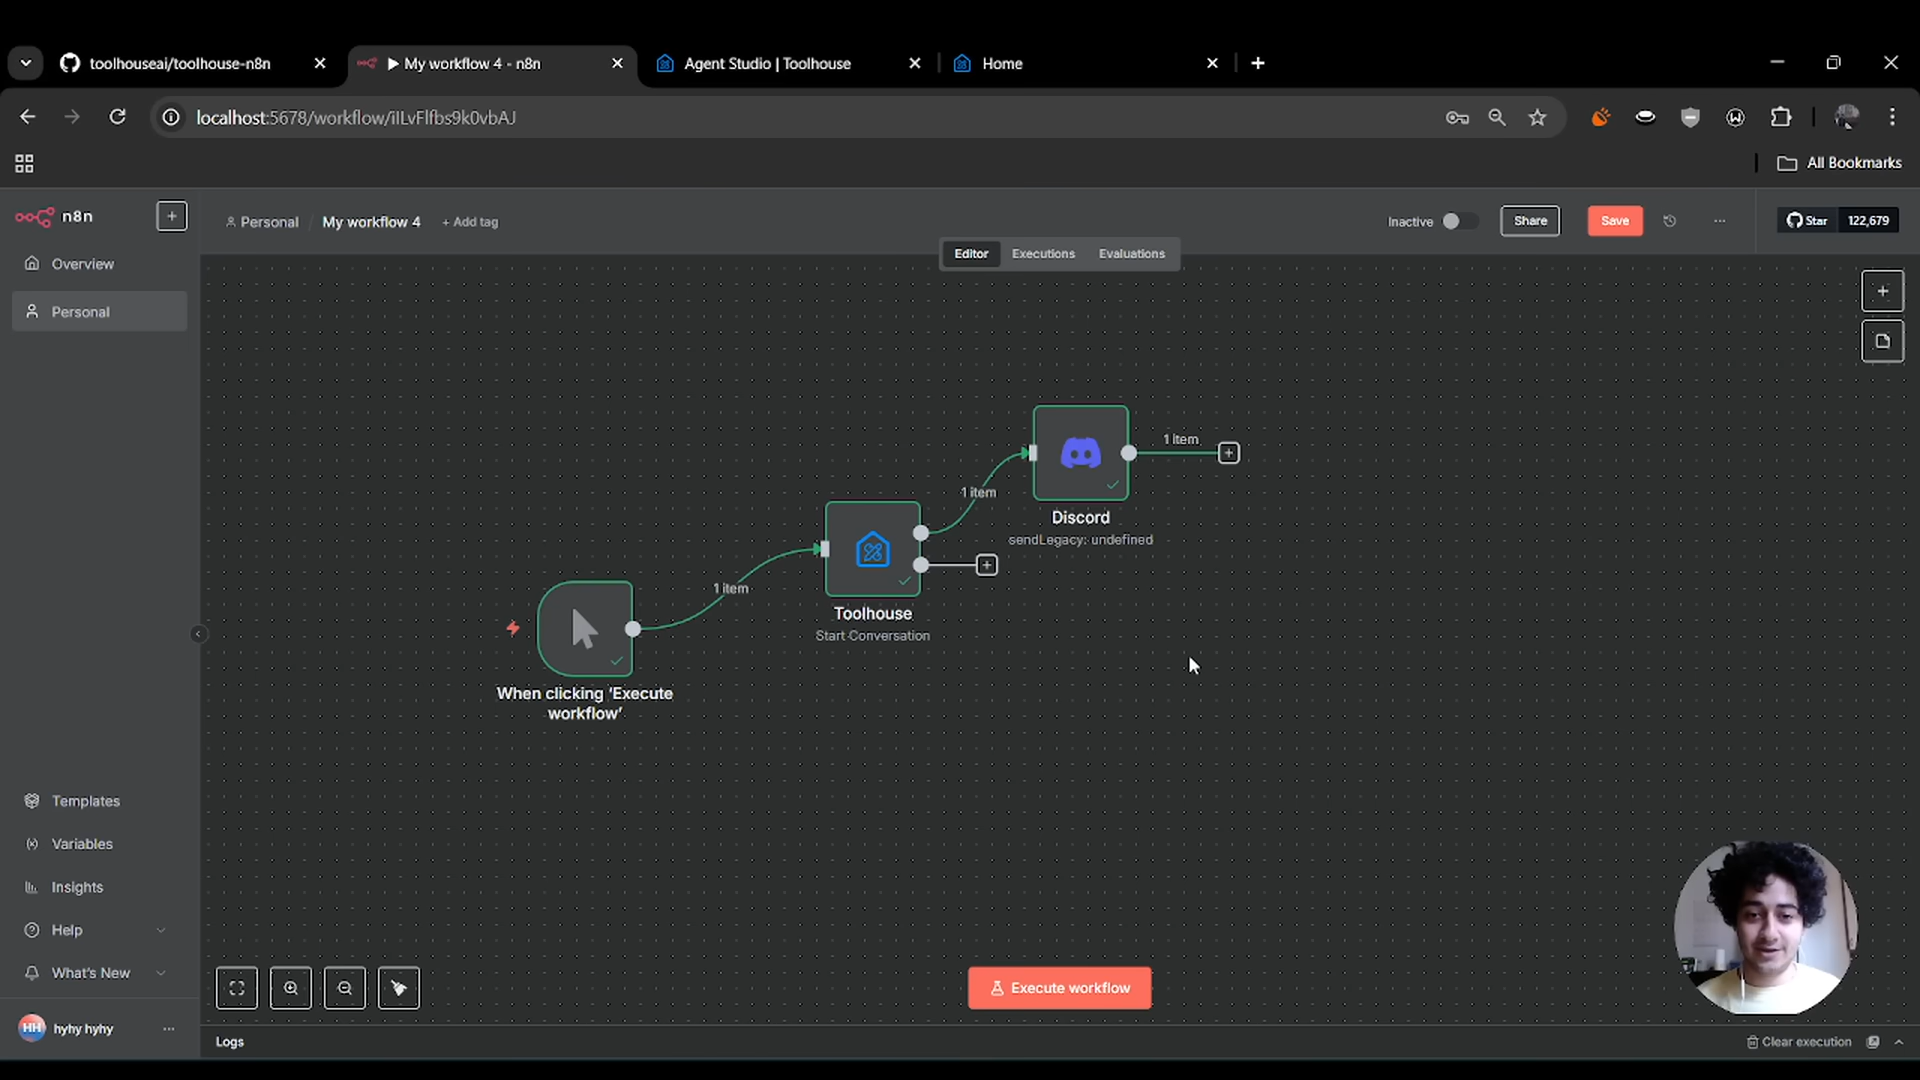 toolhouseai/toolhouse-n8n
▶ My workflow 4 - n8n
Agent Studio | Toolhouse
Home
localhost:5678/workflow/iILvFlfbs9k0vbAJ
All Bookmarks
n8n
Personal / My workflow 4 + Add tag
Inactive
Share
Save
Star 122,679
Editor Executions Evaluations
Overview
Personal
1 item
1 item
Discord
sendLegacy: undefined
1 item
Toolhouse
Start Conversation
When clicking ‘Execute
workflow’
Templates
Variables
Insights
Help
What's New
HH hyhy hyhy
Execute workflow
Logs
Clear execution